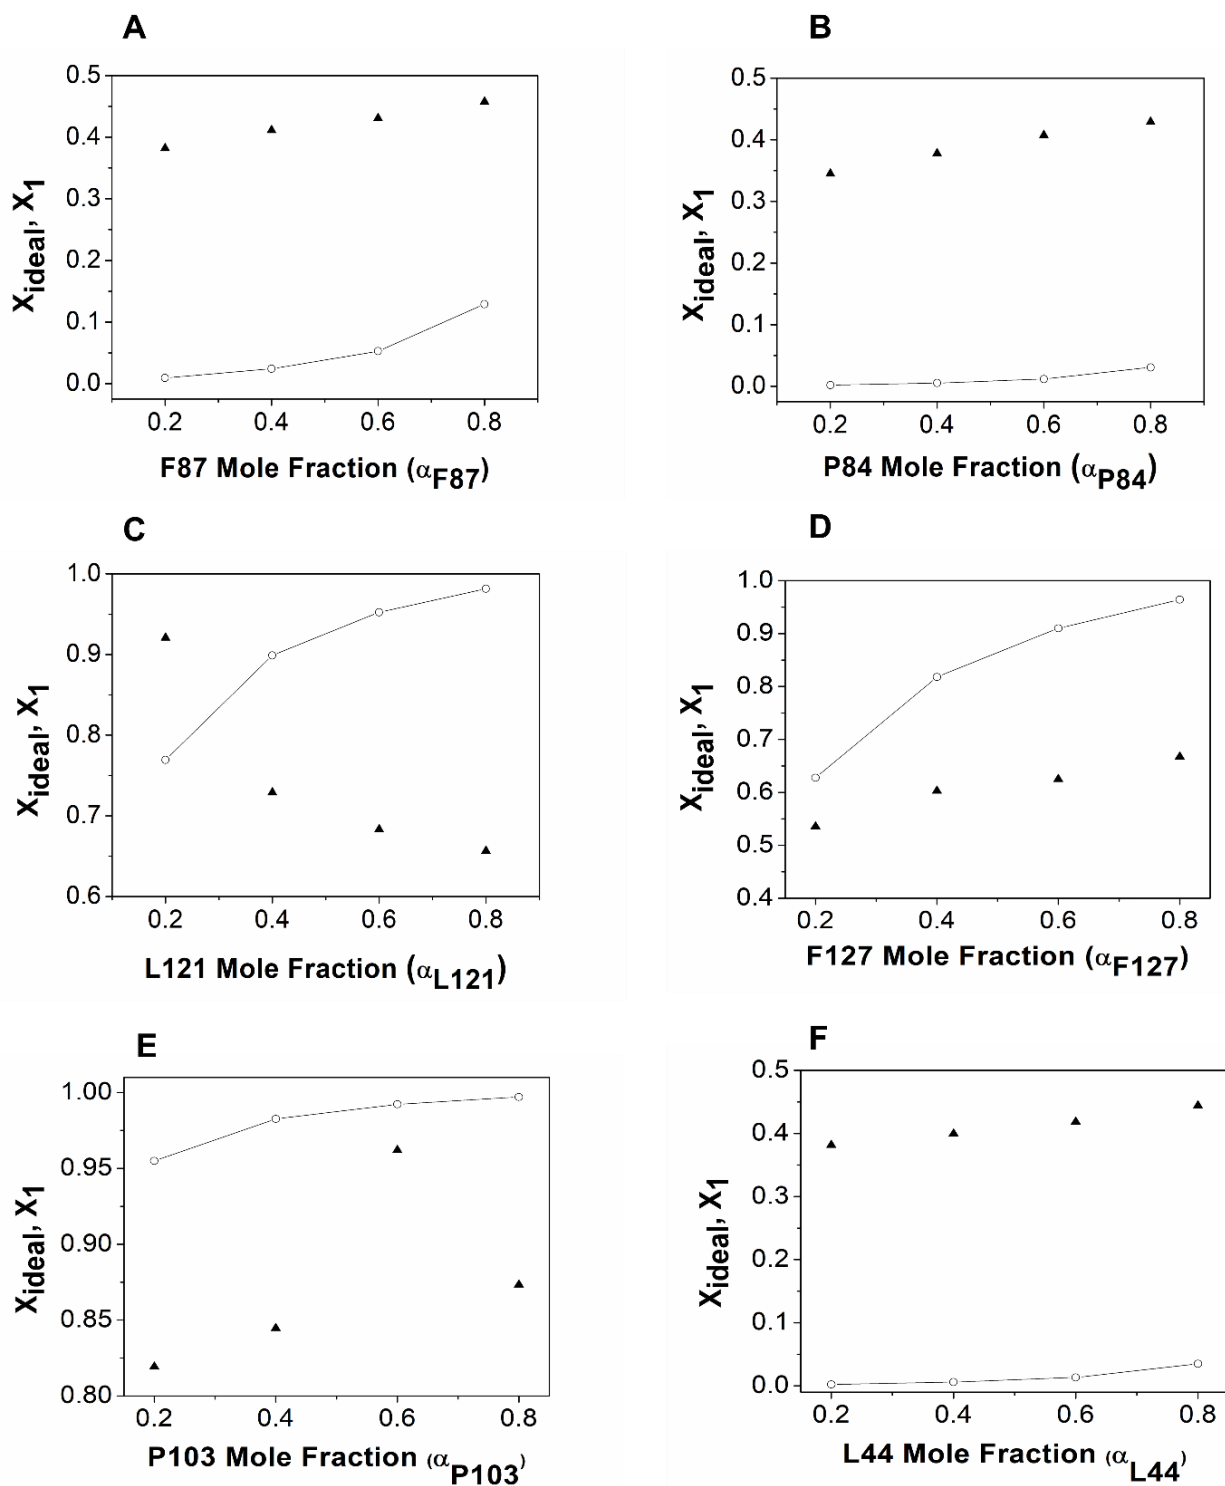 A
0.5
0.4
0.3
0.2
0.1
0.0
0.2 0.4 0.6 0.8
Xideal, X1
F87 Mole Fraction (αF87)
B
0.5
0.4
0.3
0.2
0.1
0.0
0.2 0.4 0.6 0.8
Xideal, X1
P84 Mole Fraction (αP84)
C
1.0
0.9
0.8
0.7
0.6
0.2 0.4 0.6 0.8
Xideal, X1
L121 Mole Fraction (αL121)
D
1.0
0.9
0.8
0.7
0.6
0.5
0.4
0.2 0.4 0.6 0.8
Xideal, X1
F127 Mole Fraction (αF127)
E
1.00
0.95
0.90
0.85
0.80
0.2 0.4 0.6 0.8
Xideal, X1
P103 Mole Fraction (αP103)
F
0.5
0.4
0.3
0.2
0.1
0.0
0.2 0.4 0.6 0.8
Xideal, X1
L44 Mole Fraction (αL44)